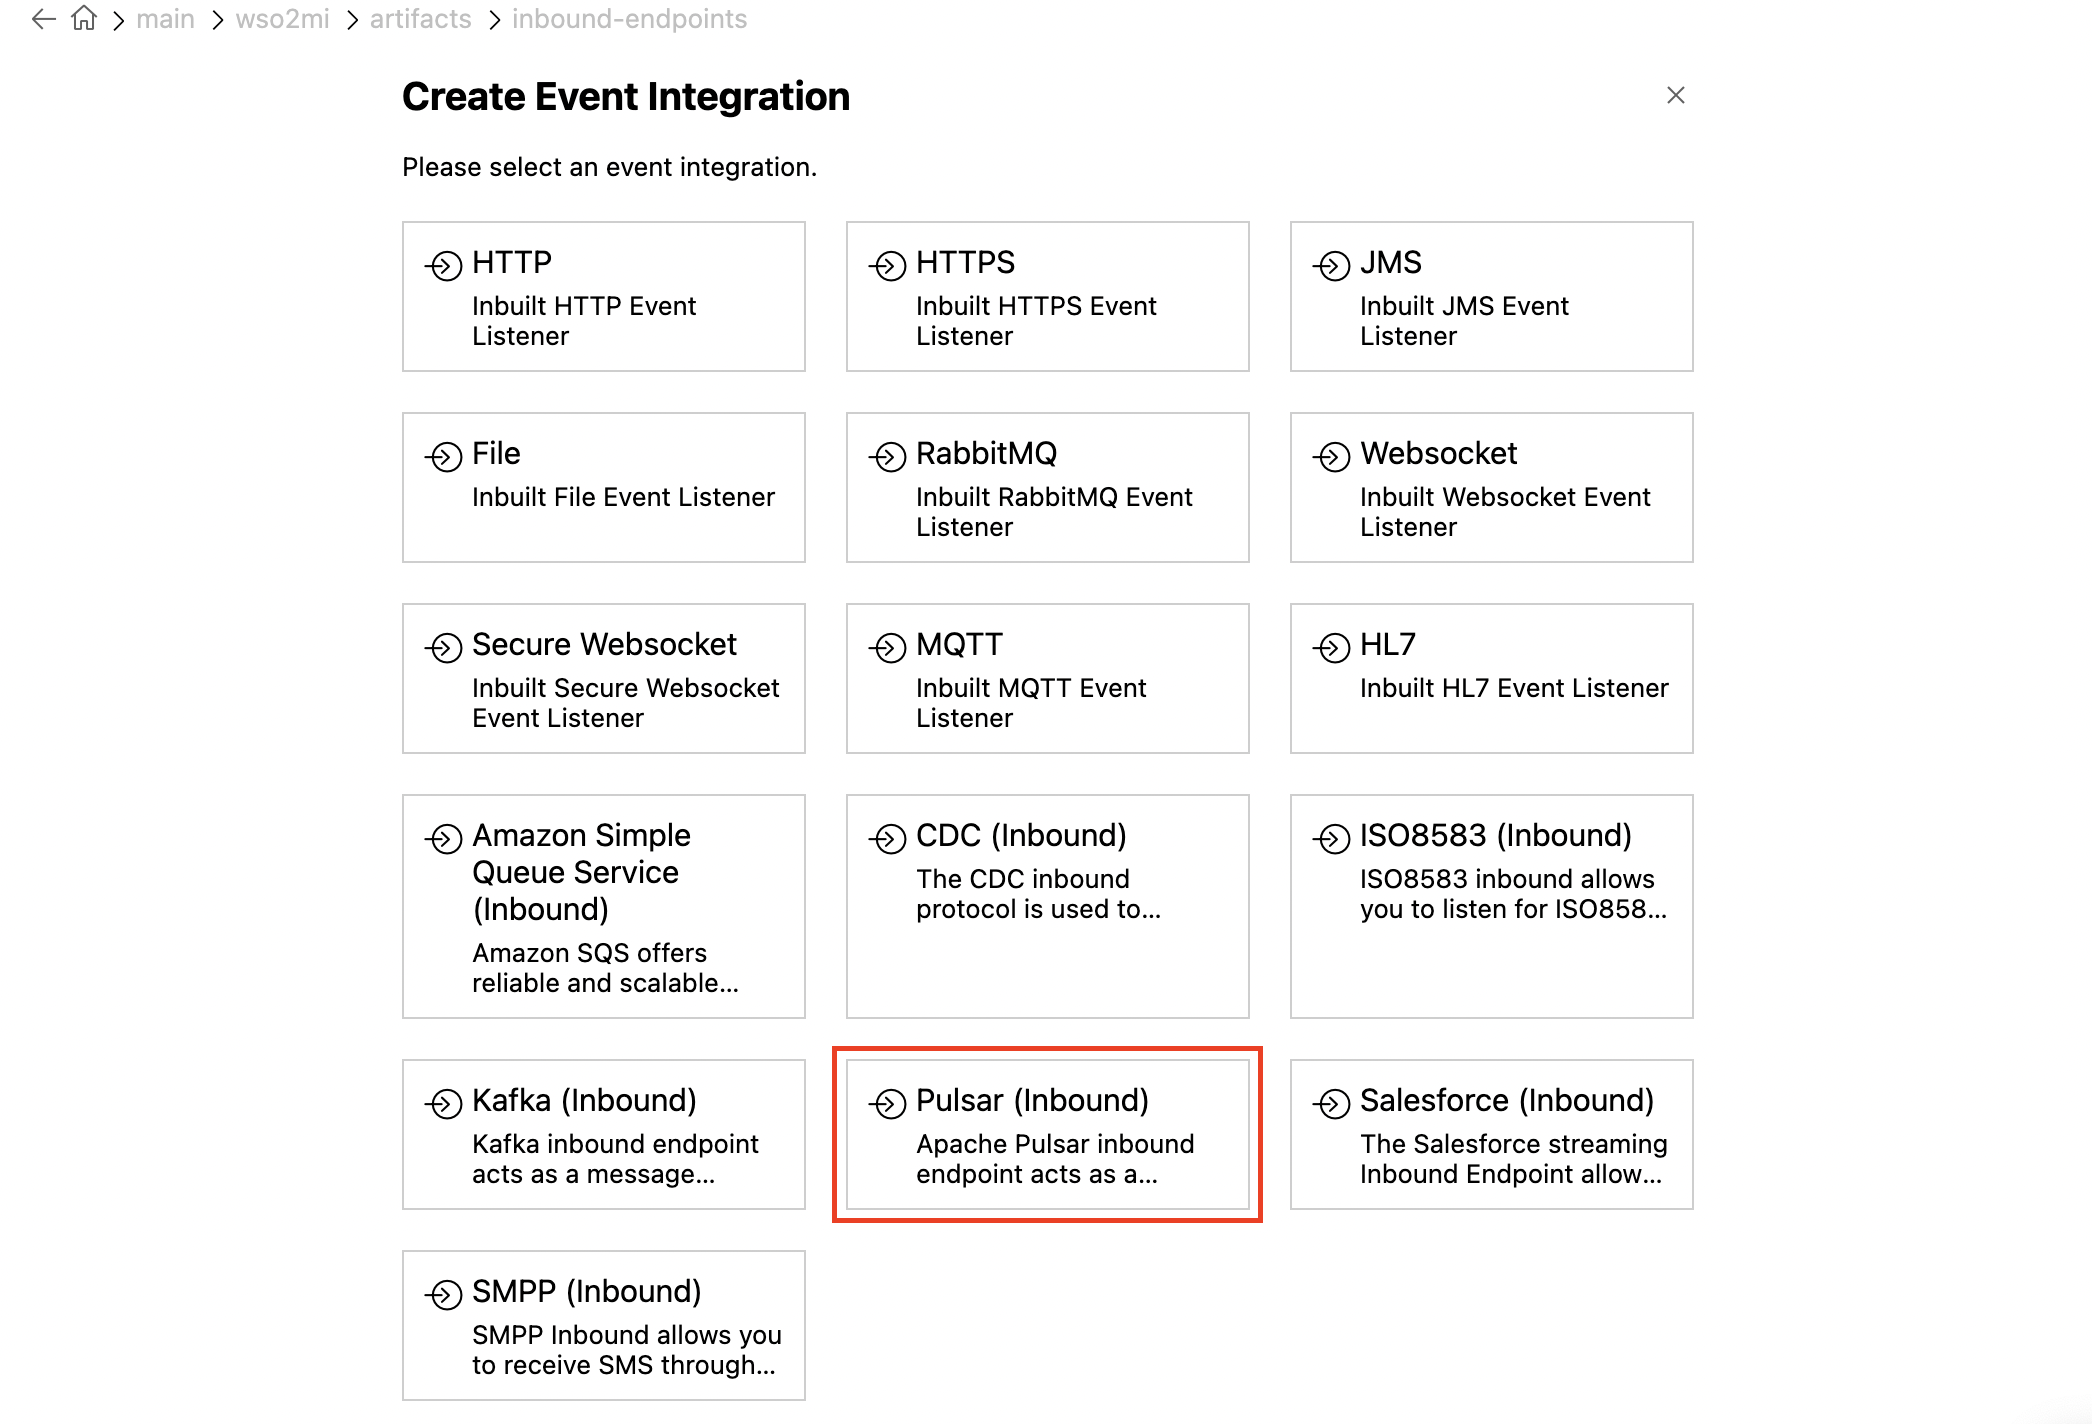 main wso2mi artifacts inbound-endpoints
Create Event Integration
Please select an event integration.
HTTP
Inbuilt HTTP Event
Listener
HTTPS
Inbuilt HTTPS Event
Listener
JMS
Inbuilt JMS Event
Listener
File
Inbuilt File Event Listener
RabbitMQ
Inbuilt RabbitMQ Event
Listener
Websocket
Inbuilt Websocket Event
Listener
Secure Websocket
Inbuilt Secure Websocket
Event Listener
MQTT
Inbuilt MQTT Event
Listener
HL7
Inbuilt HL7 Event Listener
Amazon Simple
Queue Service
(Inbound)
Amazon SQS offers
reliable and scalable...
CDC (Inbound)
The CDC inbound
protocol is used to...
ISO8583 (Inbound)
ISO8583 inbound allows
you to listen for ISO858...
Kafka (Inbound)
Kafka inbound endpoint
acts as a message...
Pulsar (Inbound)
Apache Pulsar inbound
endpoint acts as a...
Salesforce (Inbound)
The Salesforce streaming
Inbound Endpoint allow...
SMPP (Inbound)
SMPP Inbound allows you
to receive SMS through...